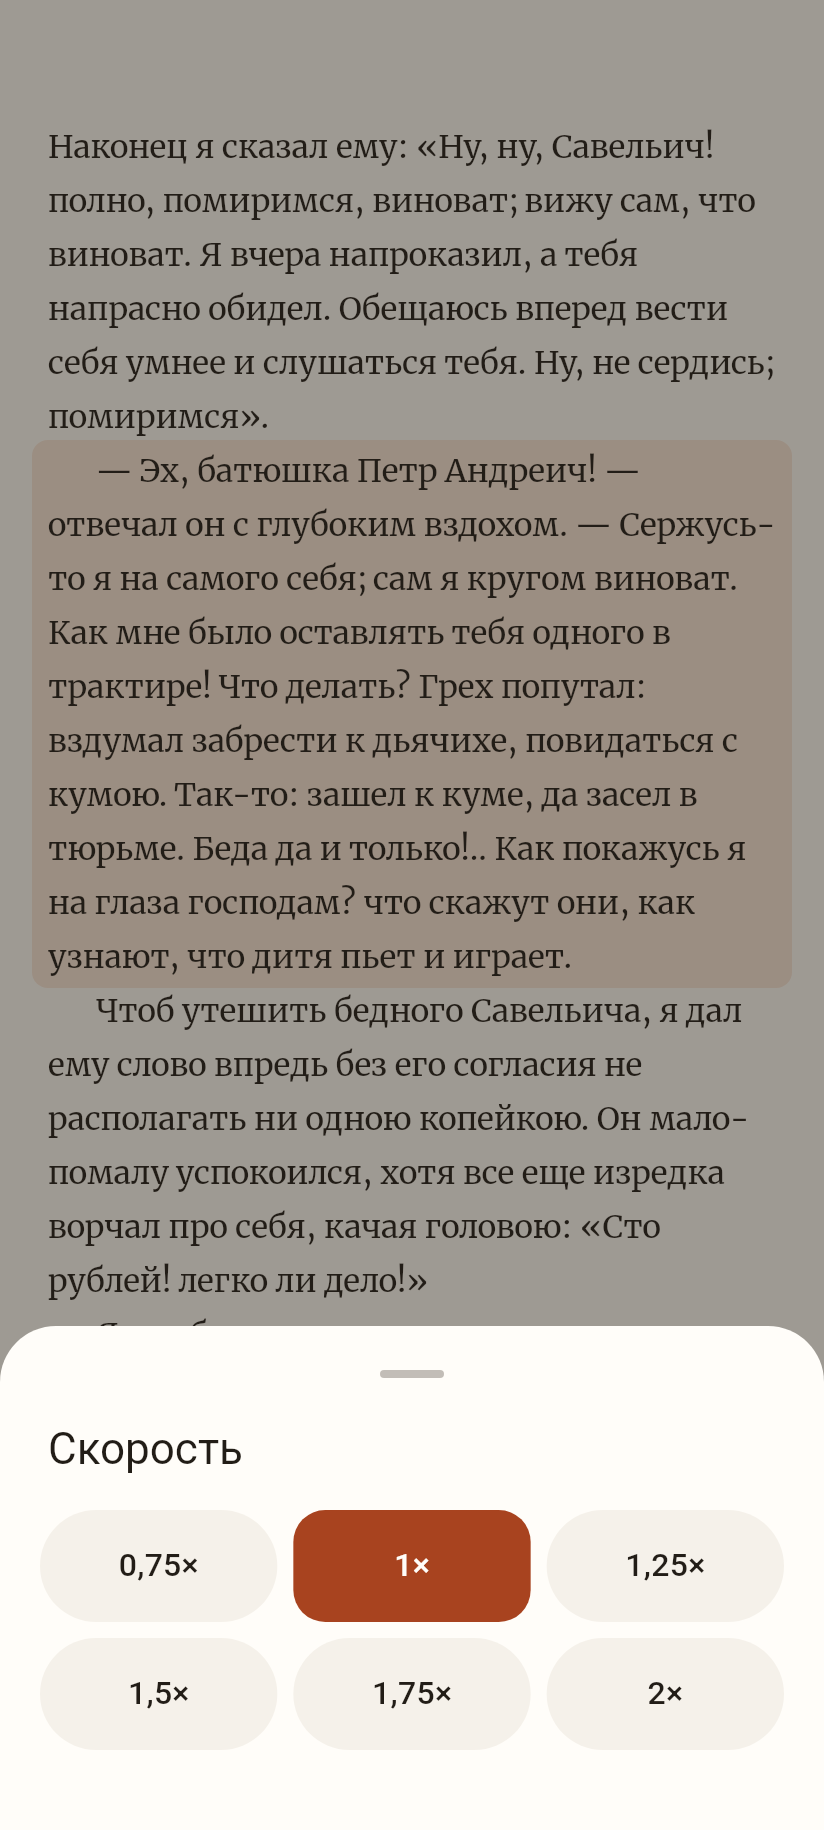 Наконец я сказал ему: «Ну, ну, Савельич!
полно, помиримся, виноват; вижу сам, что
виноват. Я вчера напроказил, а тебя
напрасно обидел. Обещаюсь вперед вести
себя умнее и слушаться тебя. Ну, не сердись;
помиримся».
— Эх, батюшка Петр Андреич! —
отвечал он с глубоким вздохом. — Сержусь-
то я на самого себя; сам я кругом виноват.
Как мне было оставлять тебя одного в
трактире! Что делать? Грех попутал:
вздумал забрести к дьячихе, повидаться с
кумою. Так-то: зашел к куме, да засел в
тюрьме. Беда да и только!.. Как покажусь я
на глаза господам? что скажут они, как
узнают, что дитя пьет и играет.
Чтоб утешить бедного Савельича, я дал
ему слово впредь без его согласия не
располагать ни одною копейкою. Он мало-
помалу успокоился, хотя все еще изредка
ворчал про себя, качая головою: «Сто
рублей! легко ли дело!»
Скорость
0,75× 1× 1,25×
1,5× 1,75× 2×